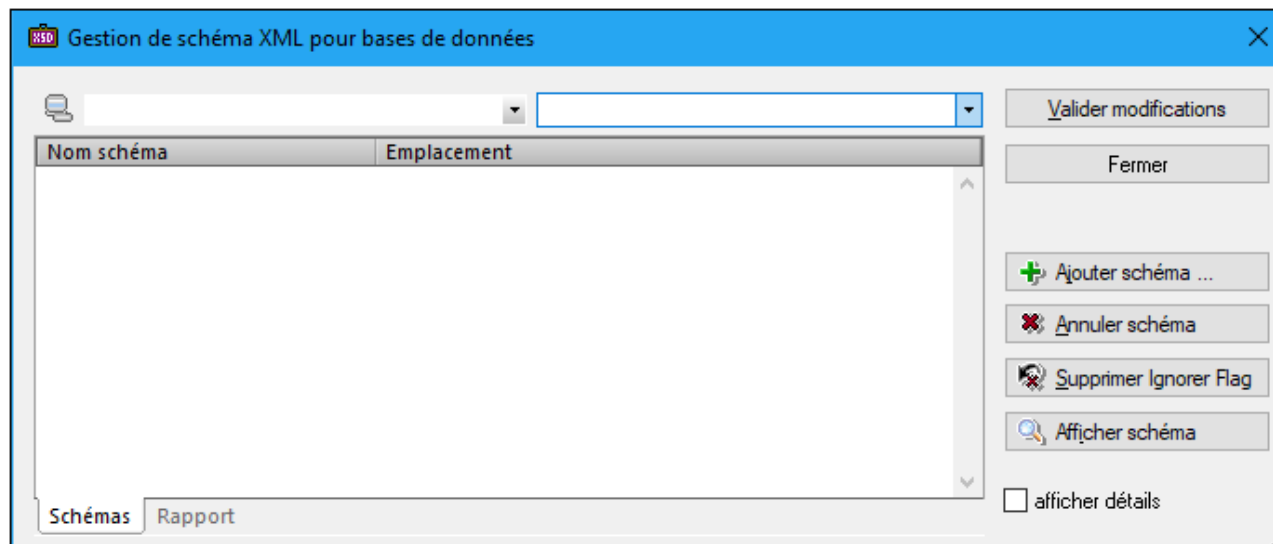 XSD Gestion de schéma XML pour bases de données
Valider modifications
Nom schéma Emplacement
Fermer
Ajouter schéma ...
Annuler schéma
Supprimer Ignorer Flag
Afficher schéma
afficher détails
Schémas Rapport